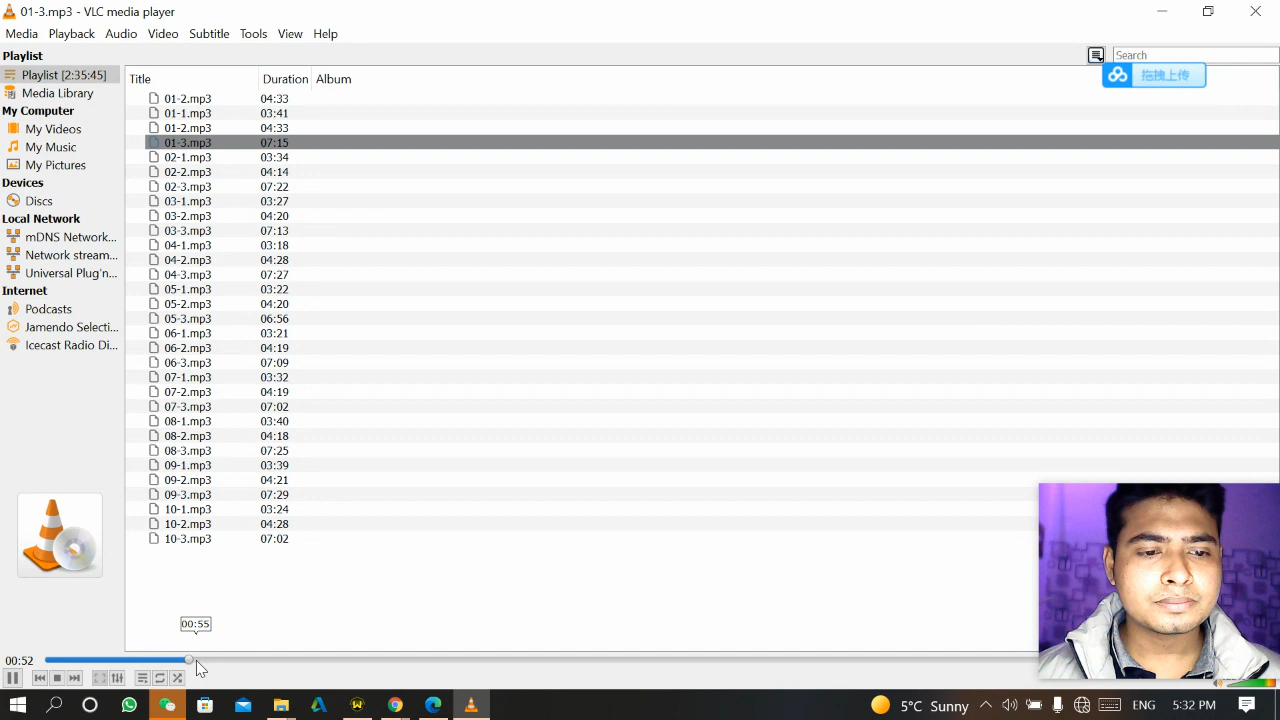 01-3.mp3 - VLC media player
Media Playback Audio Video Subtitle Tools View Help
Playlist
Search
Playlist [2:35:45]
拖拽上传
Media Library
My Computer
My Videos
My Music
My Pictures
Devices
Discs
Local Network
mDNS Network...
Network stream...
Universal Plug'n...
Internet
Podcasts
Jamendo Selecti...
Icecast Radio Di...
Title Duration Album
01-2.mp3 04:33
01-1.mp3 03:41
01-2.mp3 04:33
01-3.mp3 07:15
02-1.mp3 03:34
02-2.mp3 04:14
02-3.mp3 07:22
03-1.mp3 03:27
03-2.mp3 04:20
03-3.mp3 07:13
04-1.mp3 03:18
04-2.mp3 04:28
04-3.mp3 07:27
05-1.mp3 03:22
05-2.mp3 04:20
05-3.mp3 06:56
06-1.mp3 03:21
06-2.mp3 04:19
06-3.mp3 07:09
07-1.mp3 03:32
07-2.mp3 04:19
07-3.mp3 07:02
08-1.mp3 03:40
08-2.mp3 04:18
08-3.mp3 07:25
09-1.mp3 03:39
09-2.mp3 04:21
09-3.mp3 07:29
10-1.mp3 03:24
10-2.mp3 04:28
10-3.mp3 07:02
00:55
00:52
5°C Sunny ENG 5:32 PM